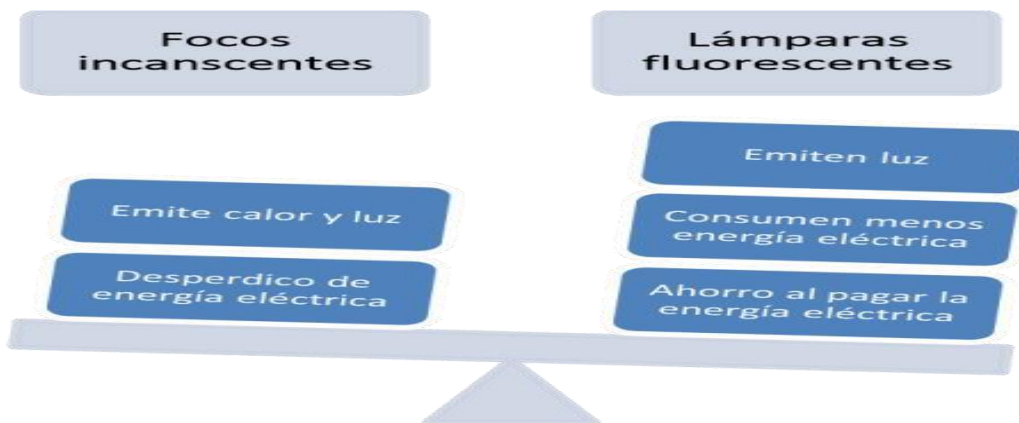 Focos
incanscentes
Lámparas
fluorescentes
Emite calor y luz
Desperdico de
energía eléctrica
Emiten luz
Consumen menos
energía eléctrica
Ahorro al pagar la
energía eléctrica